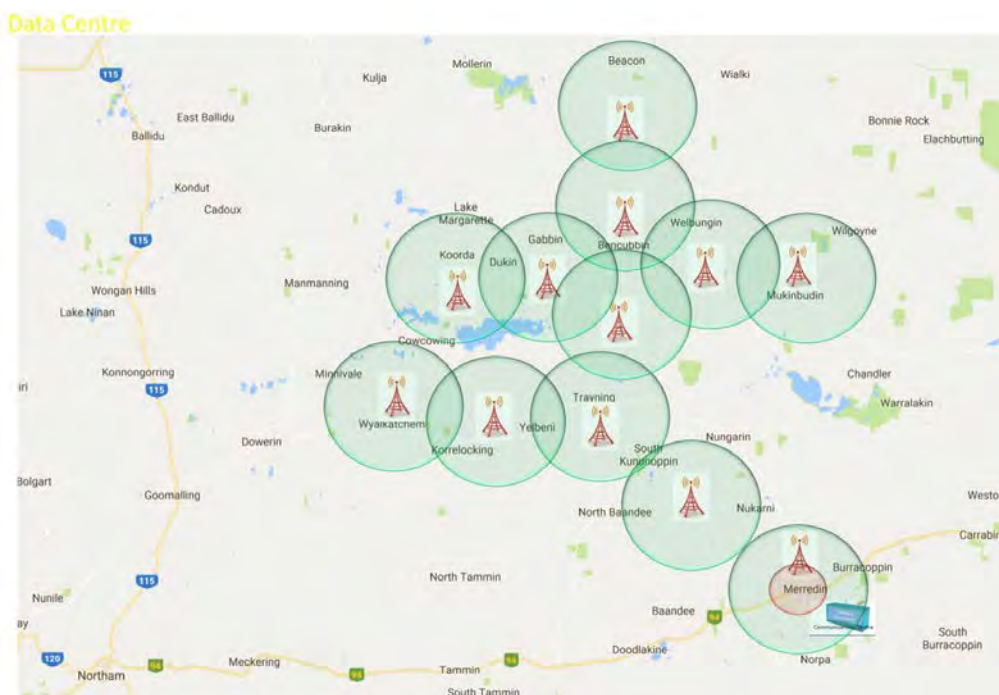 Data Centre
Beacon
Mollerin
Wialki
115
Kulja
East Ballidu
Bonnie Rock
Burakin
Ballidu
Elachbutting
Kondut
Cadoux
Lake
Margarette
Welbungin
Wilgoyne
115
Gabbin
Bencubbin
Koorda
Dukin
Manmanning
Wongan Hills
Mukinbudin
Lake Ninan
Cowcowing
Minnivale
Konnongorring
Chandler
115
Iri
Trayning
Warralakin
Wyalkatchem
Yelbeni
Dowerin
Nungarin
Korrelocking
South
Kununoppin
Bolgart
Goomalling
Westo
North Baandee
Nukarni
Carrabin
Burracoppin
North Tammin
115
Merredin
Nunile
Baandee
94
ay
South
Burracoppin
Doodlakine
120
94
Meckering
94
94
Tammin
Norpa
Northam
South Tammin